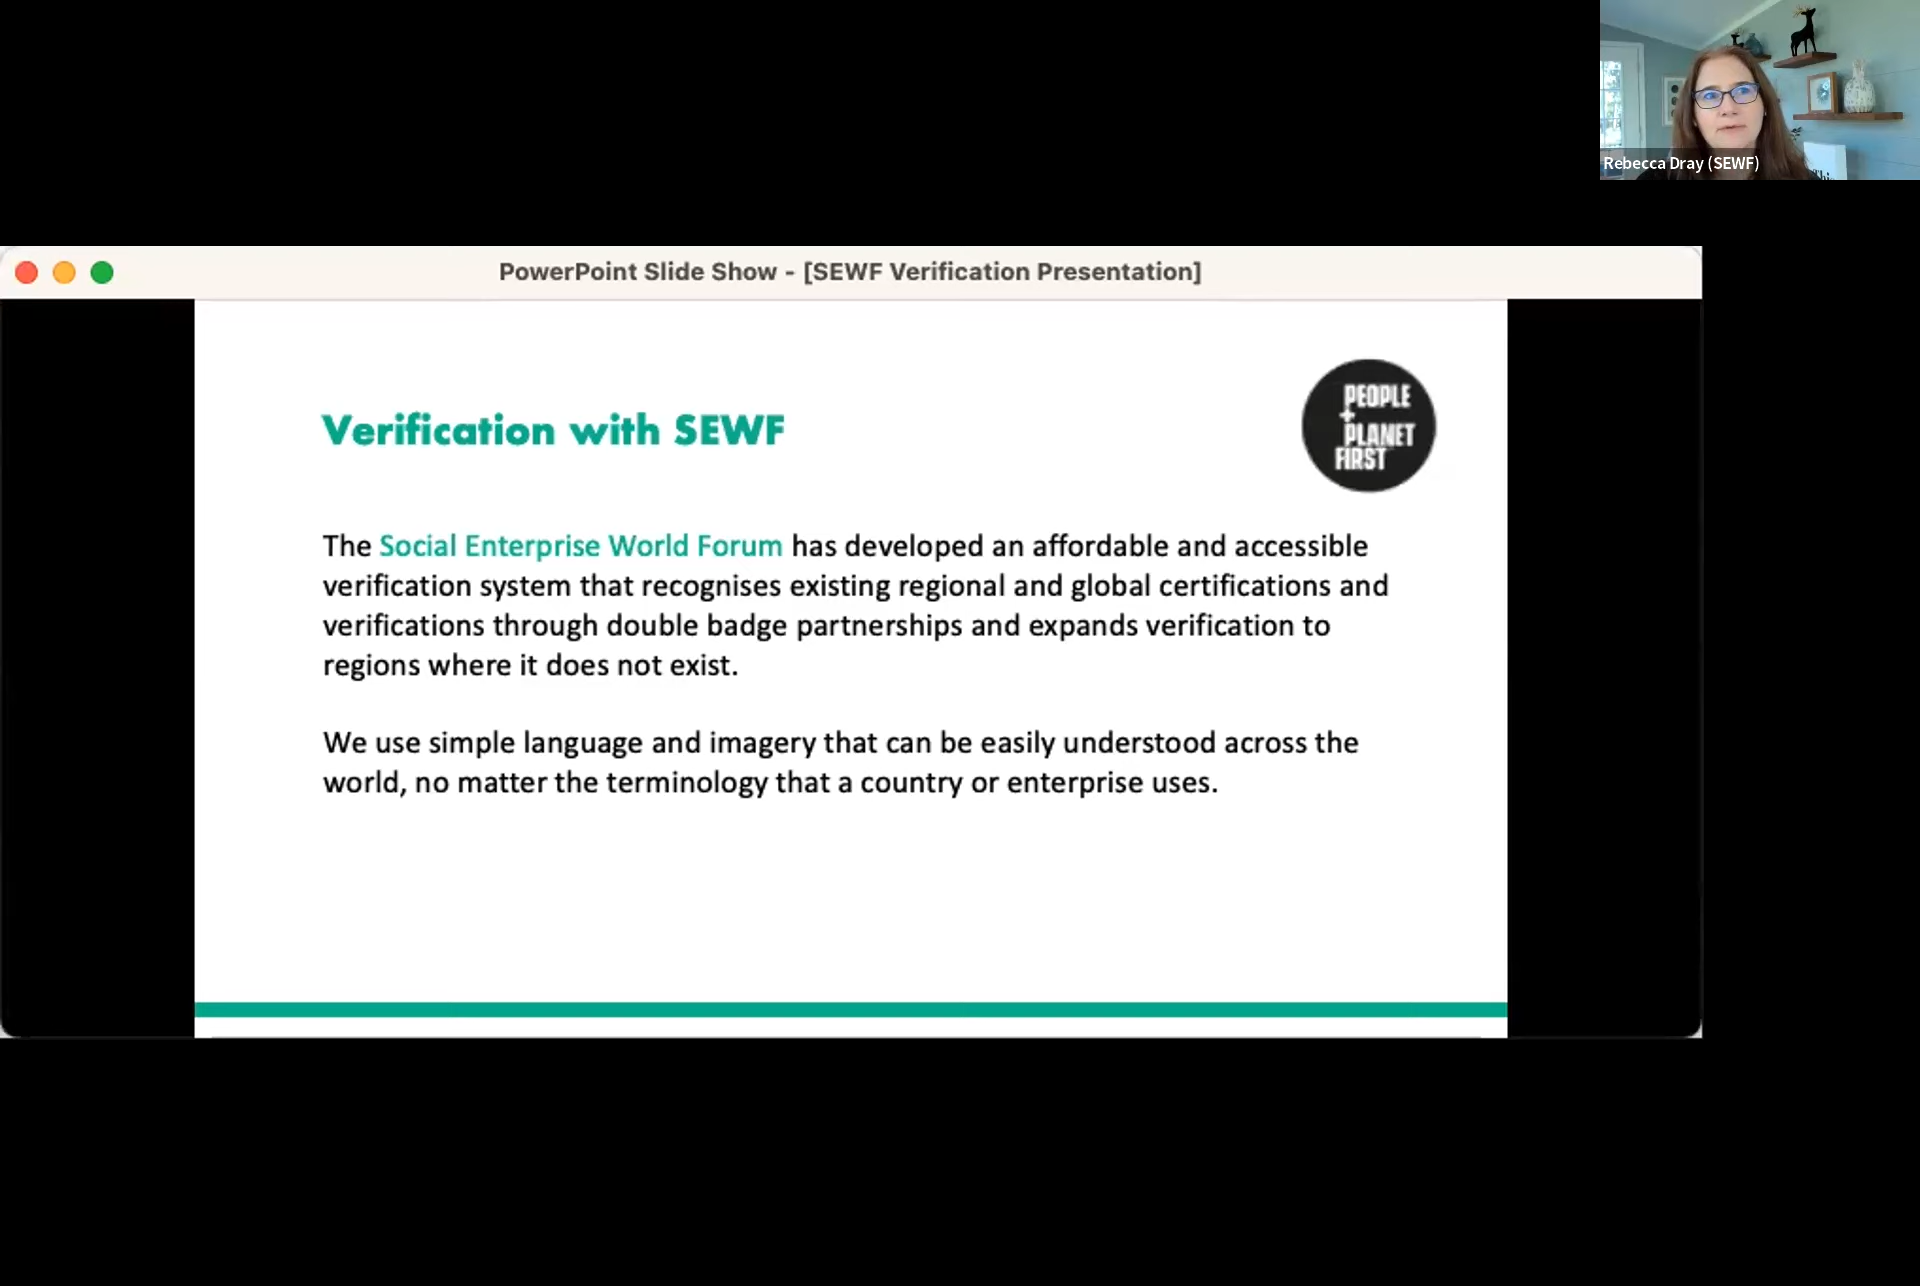 Rebecca Dray (SEWF)
PowerPoint Slide Show - [SEWF Verification Presentation]
PEOPLE
+
PLANET
FIRST
Verification with SEWF
The Social Enterprise World Forum has developed an affordable and accessible
verification system that recognises existing regional and global certifications and
verifications through double badge partnerships and expands verification to
regions where it does not exist.
We use simple language and imagery that can be easily understood across the
world, no matter the terminology that a country or enterprise uses.